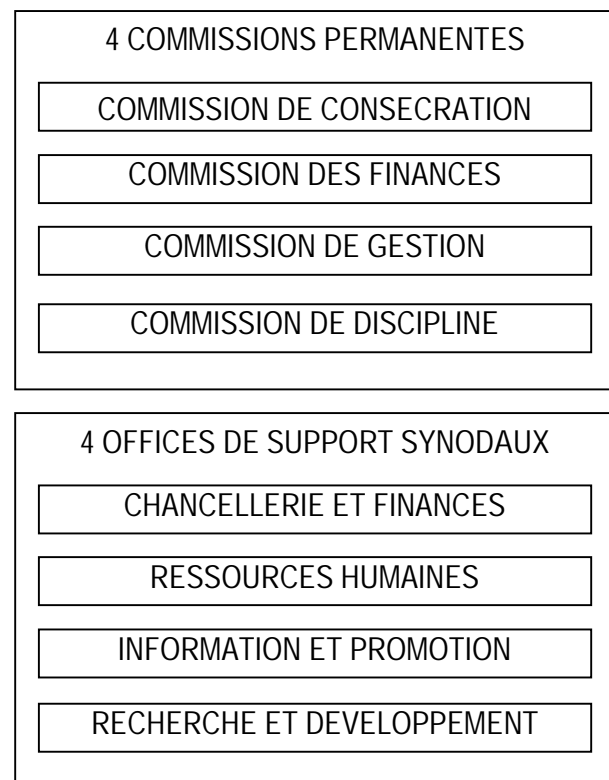 4 COMMISSIONS PERMANENTES
COMMISSION DE CONSECRATION
COMMISSION DES FINANCES
COMMISSION DE GESTION
COMMISSION DE DISCIPLINE
4 OFFICES DE SUPPORT SYNODAUX
CHANCELLERIE ET FINANCES
RESSOURCES HUMAINES
INFORMATION ET PROMOTION
RECHERCHE ET DEVELOPPEMENT